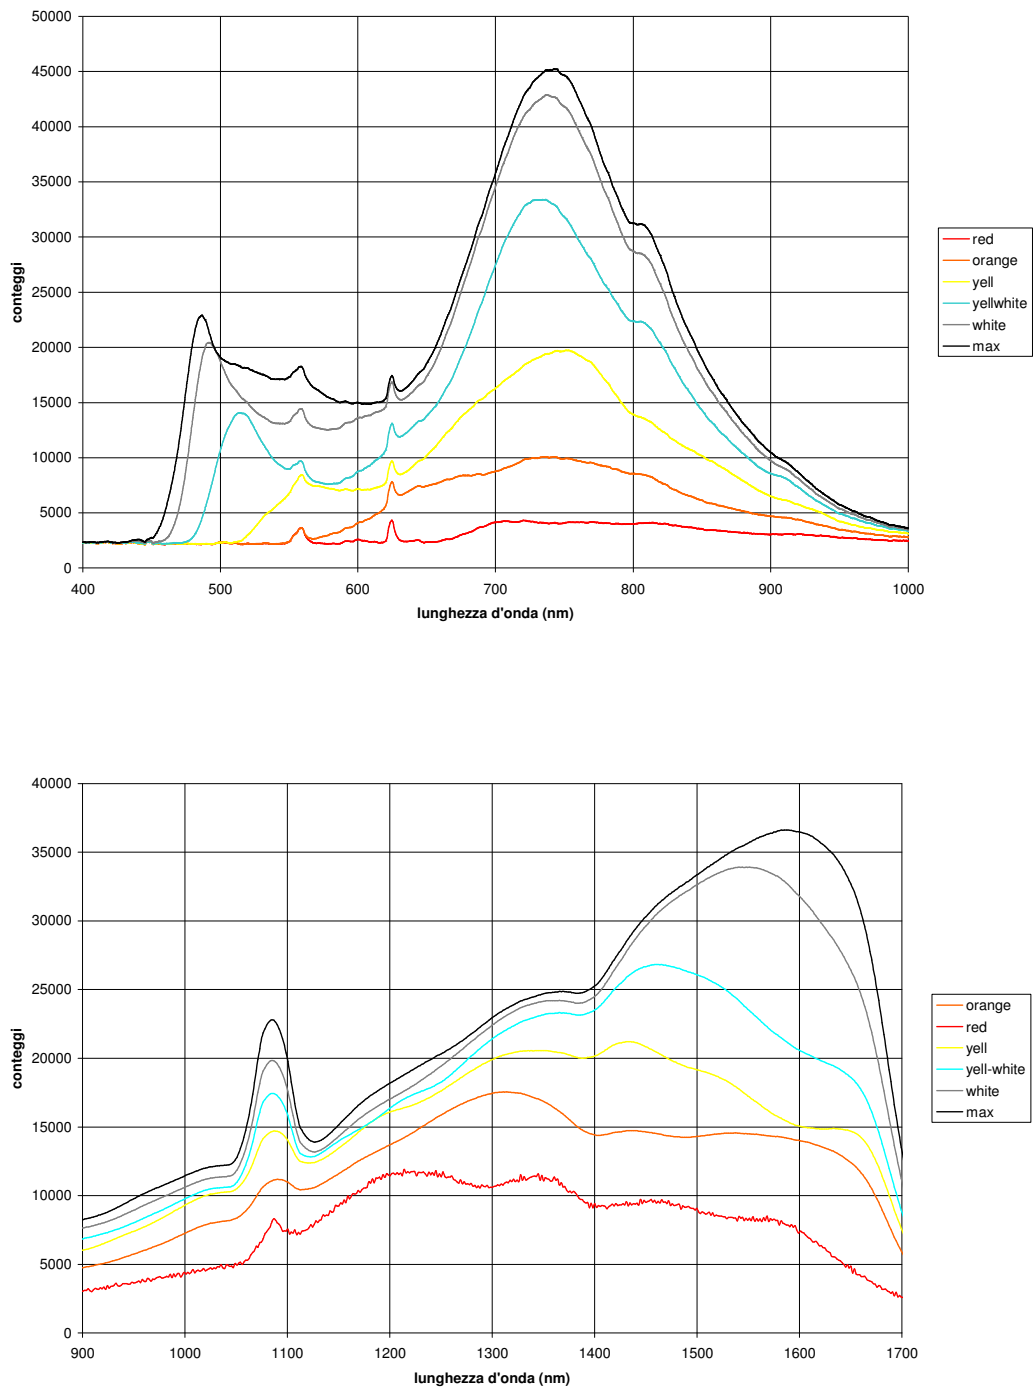 50000
45000
40000
35000
30000
25000
20000
15000
10000
5000
0
conteggi
400 500 600 700 800 900 1000
lunghezza d'onda (nm)
red
orange
yell
yellwhite
white
max
40000
35000
30000
25000
20000
15000
10000
5000
0
conteggi
900 1000 1100 1200 1300 1400 1500 1600 1700
lunghezza d'onda (nm)
orange
red
yell
yell-white
white
max